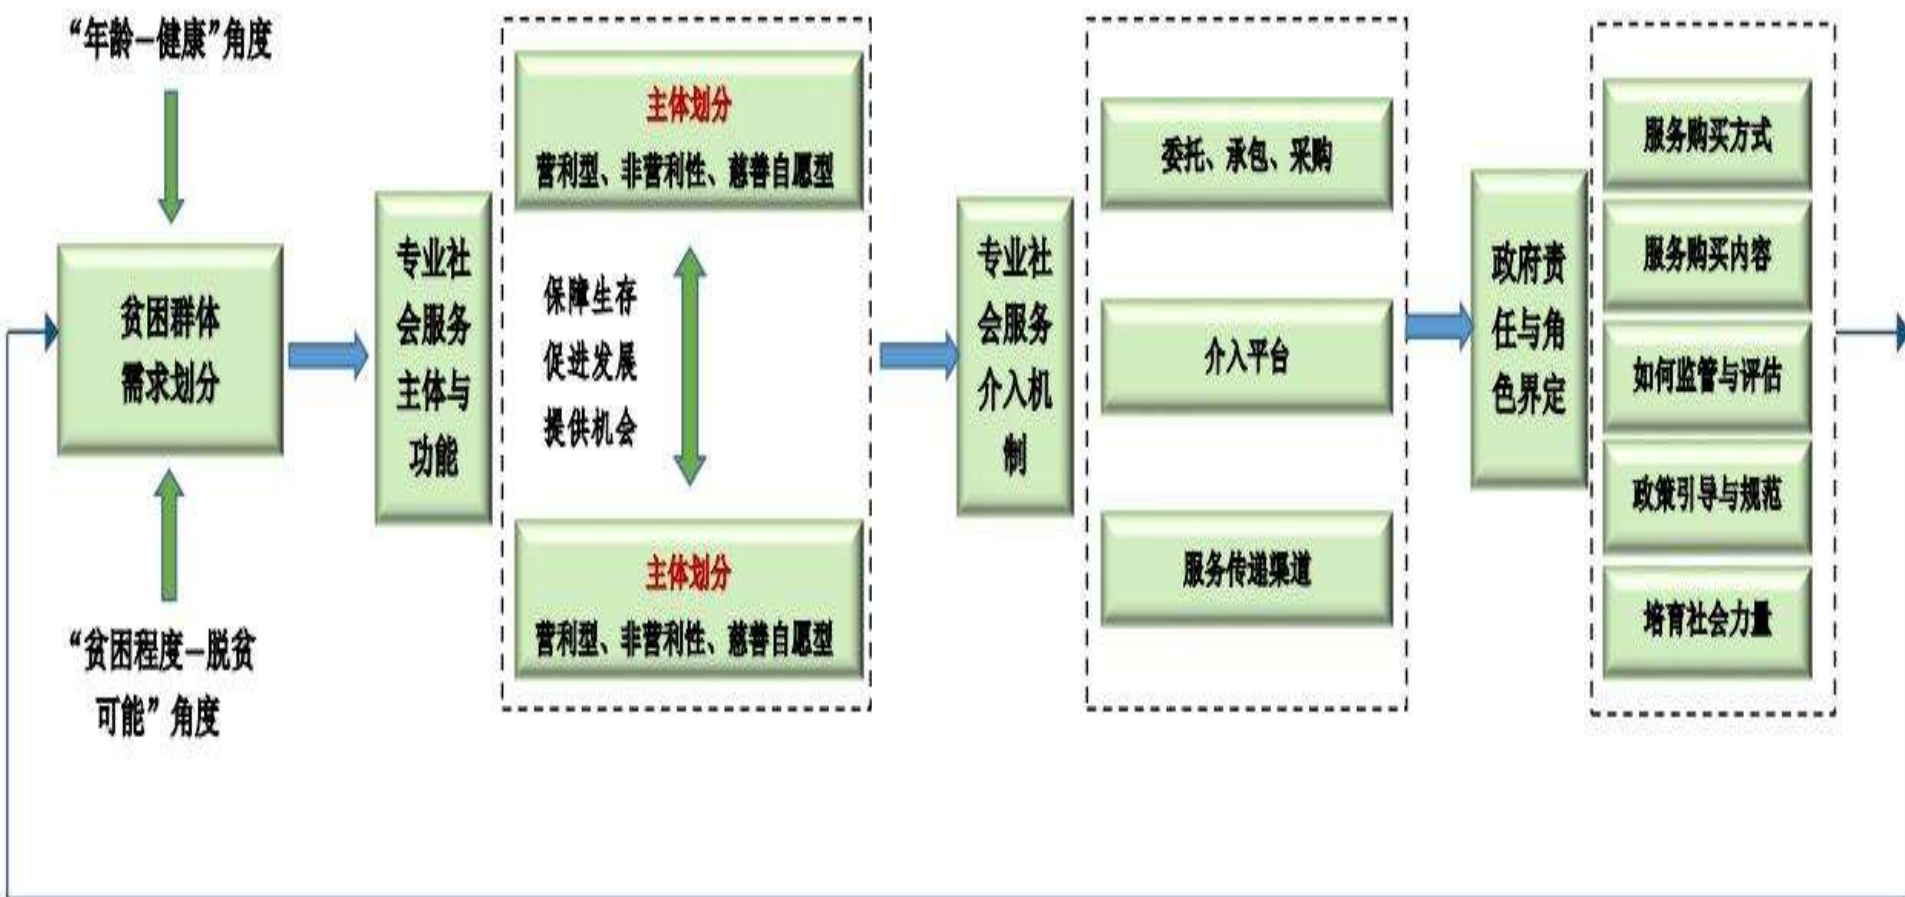 “年龄—健康”角度
贫困群体
需求划分
“贫困程度—脱贫
可能”角度
专业社
会服务
主体与
功能
主体划分
营利型、非营利性、慈善自愿型
保障生存
促进发展
提供机会
主体划分
营利型、非营利性、慈善自愿型
专业社
会服务
介入机
制
委托、承包、采购
介入平台
服务传递渠道
政府责
任与角
色界定
服务购买方式
服务购买内容
如何监管与评估
政策引导与规范
培育社会力量